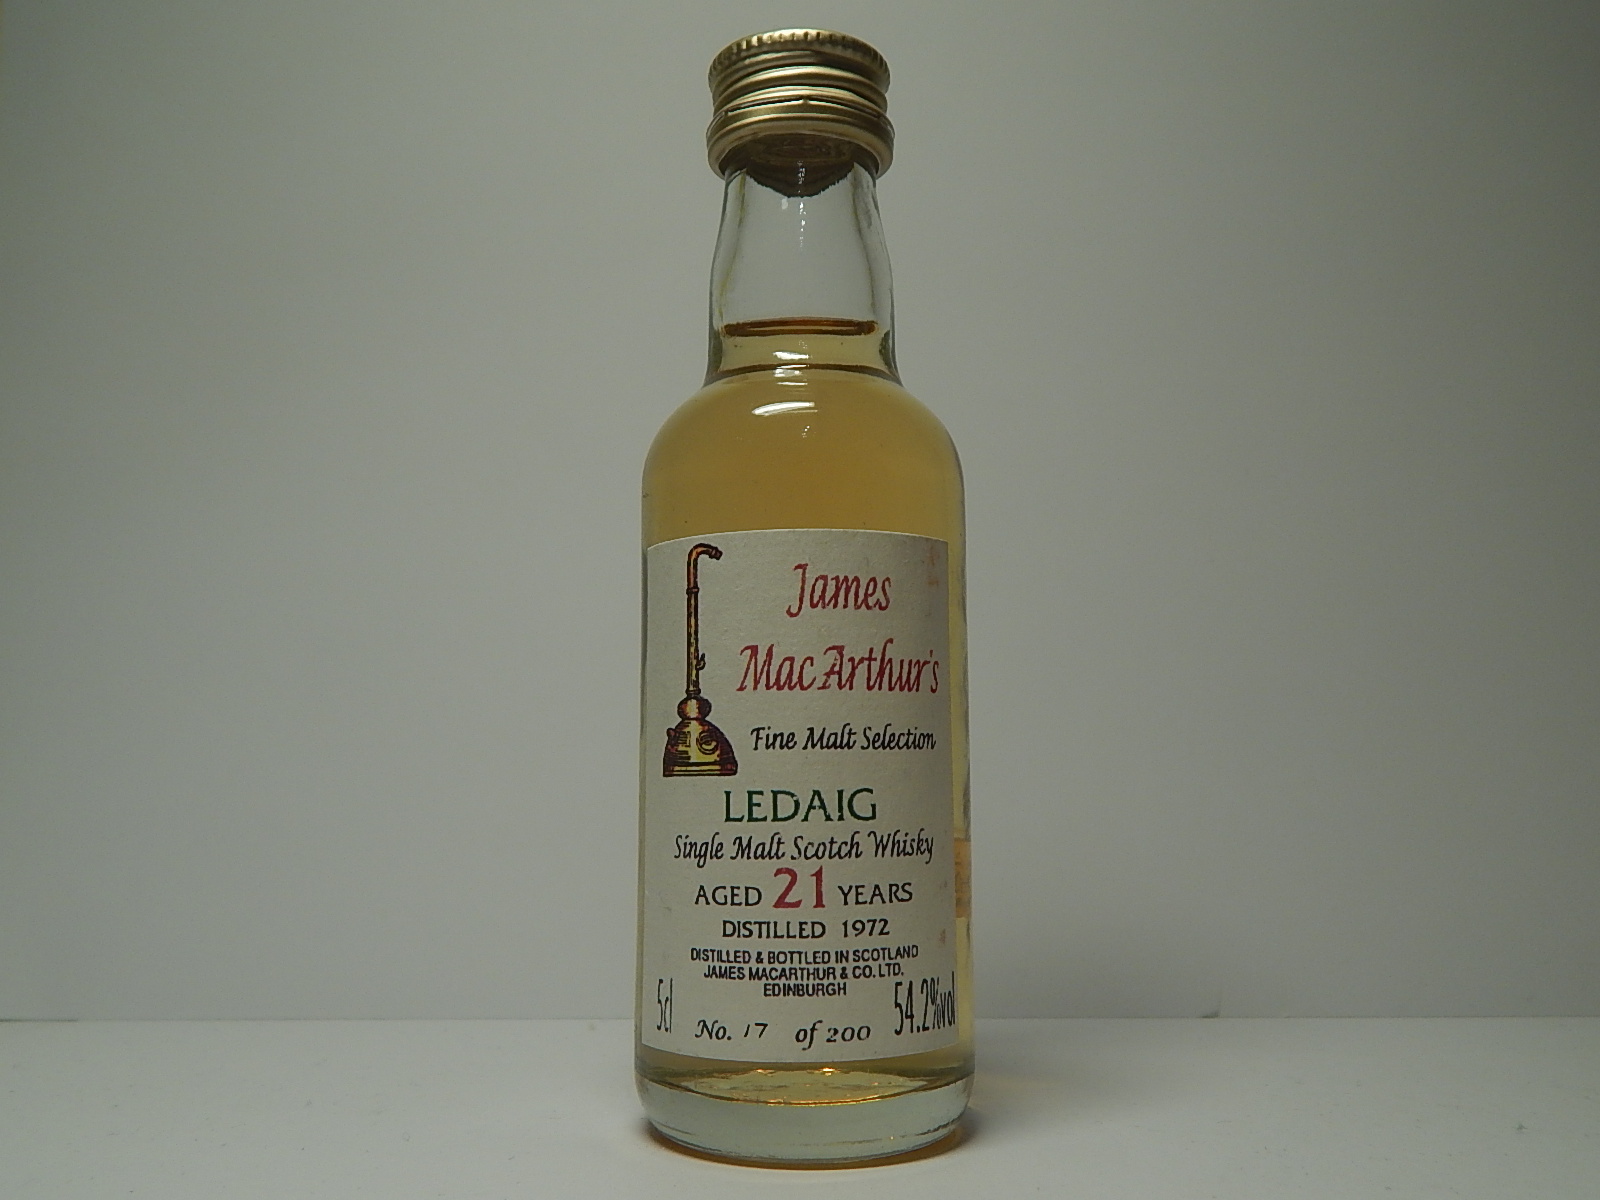 James
MacArthur's
Fine Malt Selection
LEDAIG
Single Malt Scotch Whisky
AGED 21 YEARS
DISTILLED 1972
DISTILLED & BOTTLED IN SCOTLAND
JAMES MACARTHUR & CO. LTD.
EDINBURGH
5cl
No. 17 of 200
54.2%vol